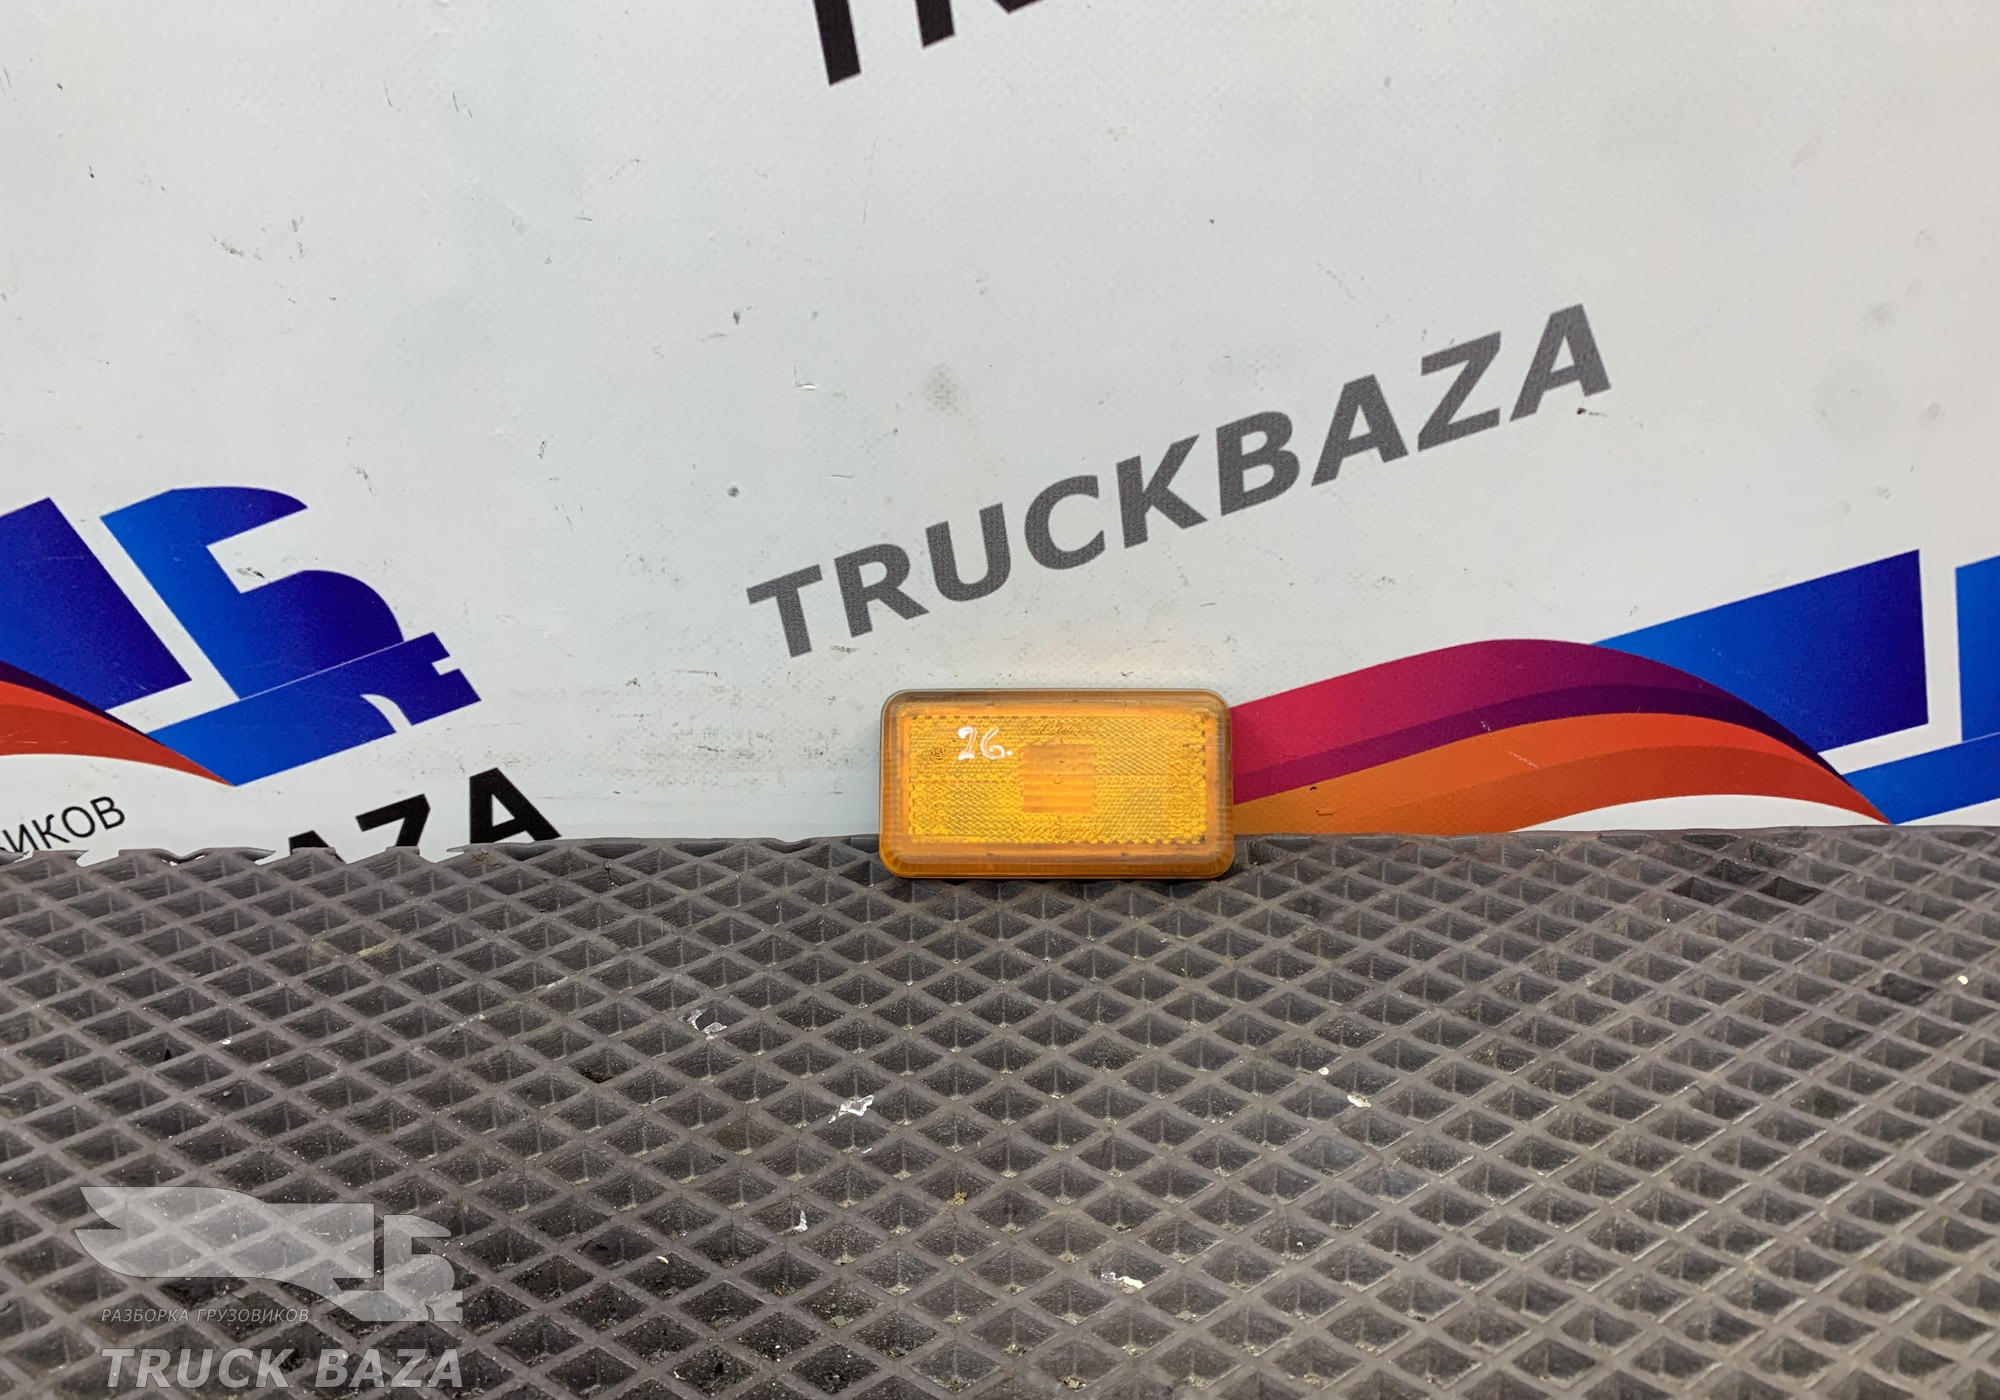 TRUCKBAZA
26.
ИКОВ
AZA
РАЗБОРКА ГРУЗОВИКОВ
TRUCK BAZA